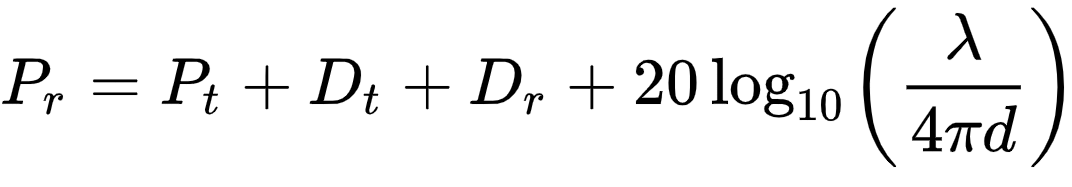 P_r = P_t + D_t + D_r + 20 log_10 (λ / 4πd)